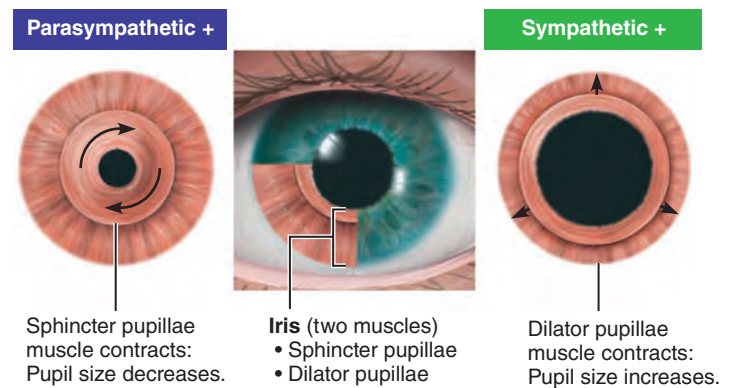 Parasympathetic +
Sympathetic +
Sphincter pupillae
muscle contracts:
Pupil size decreases.
Iris (two muscles)
• Sphincter pupillae
• Dilator pupillae
Dilator pupillae
muscle contracts:
Pupil size increases.